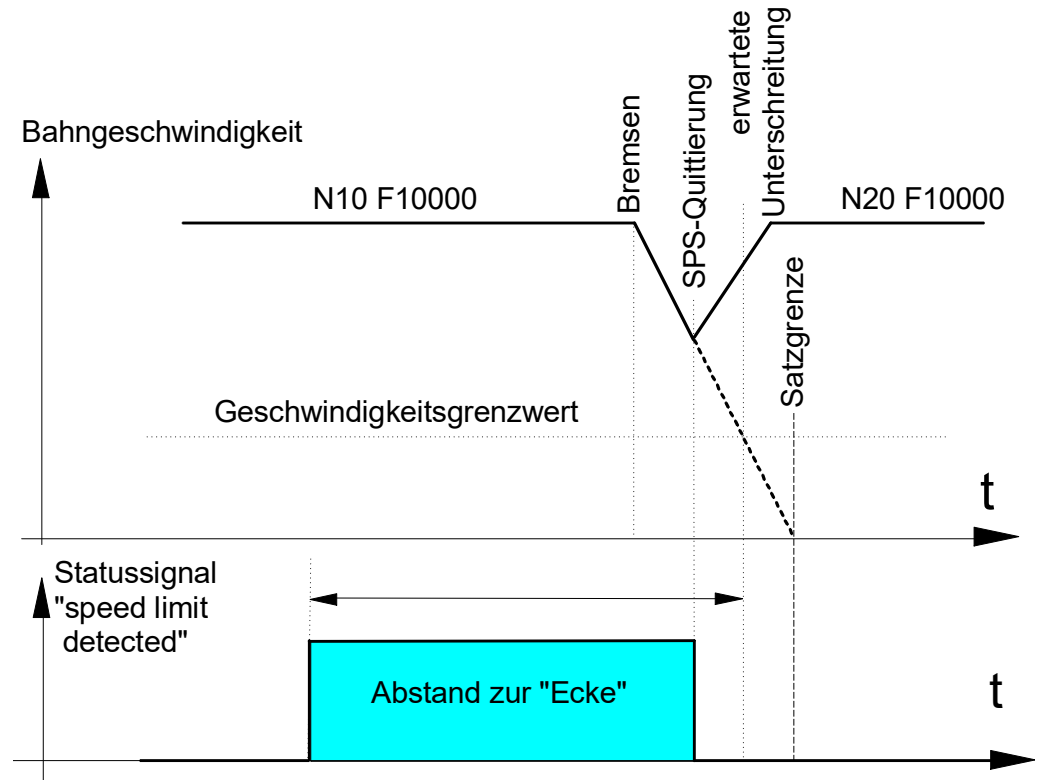 Bahngeschwindigkeit
N10 F10000
Bremsen
SPS-Quittierung
erwartete
Unterschreitung
N20 F10000
Satzgrenze
Geschwindigkeitsgrenzwert
t
Statussignal
"speed limit
detected"
Abstand zur "Ecke"
t